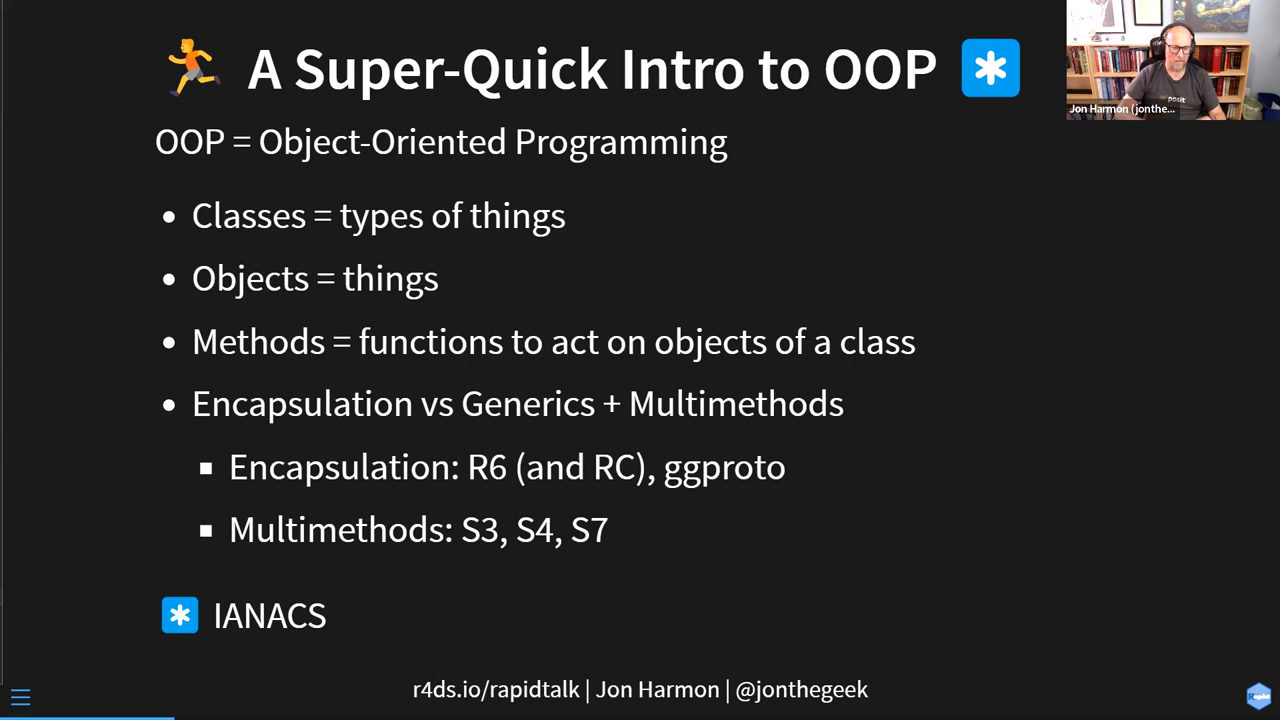 A Super-Quick Intro to OOP
OOP = Object-Oriented Programming
Classes = types of things
Objects = things
Methods = functions to act on objects of a class
Encapsulation vs Generics + Multimethods
Encapsulation: R6 (and RC), ggproto
Multimethods: S3, S4, S7
IANACS
r4ds.io/rapidtalk | Jon Harmon | @jonthegeek
Jon Harmon (jonthe...
posit